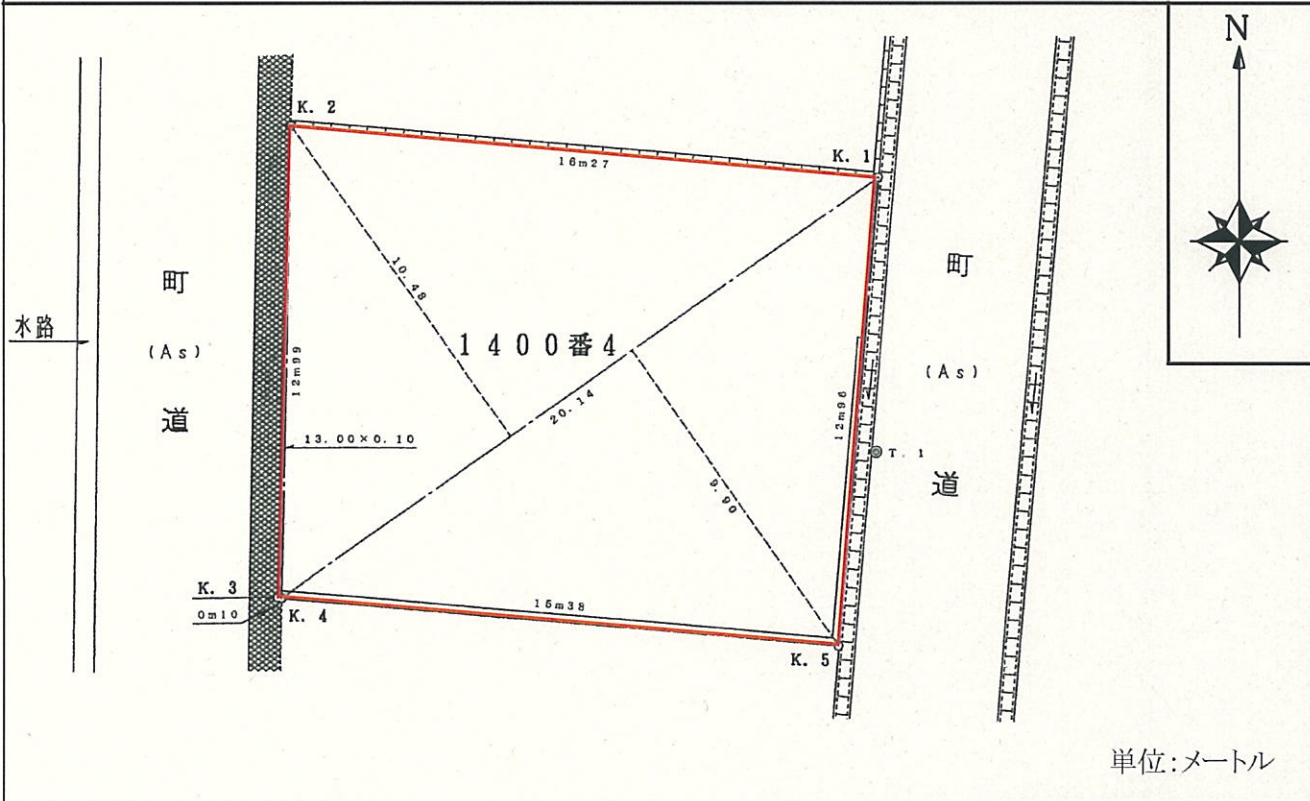 N
K. 2
16m27
K. 1
町
(As)
道
水路
10.48
1400番4
20.14
12m99
13.00×0.10
町
(As)
道
12m96
T. 1
9.90
K. 3
0m10
K. 4
15m38
K. 5
単位:メートル